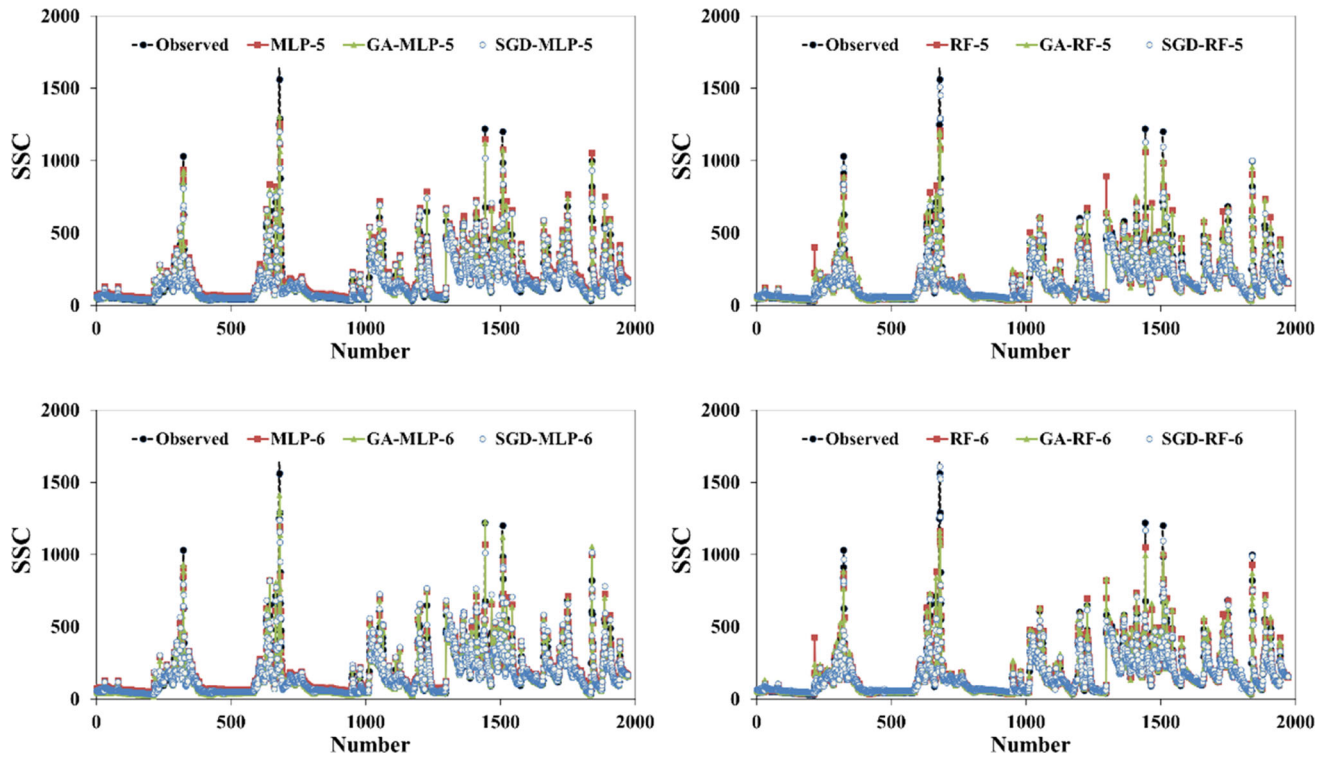 2000
1500
1000
500
0
SSC
Observed MLP-5 GA-MLP-5 SGD-MLP-5
0 500 1000 1500 2000
Number
2000
1500
1000
500
0
SSC
Observed RF-5 GA-RF-5 SGD-RF-5
0 500 1000 1500 2000
Number
2000
1500
1000
500
0
SSC
Observed MLP-6 GA-MLP-6 SGD-MLP-6
0 500 1000 1500 2000
Number
2000
1500
1000
500
0
SSC
Observed RF-6 GA-RF-6 SGD-RF-6
0 500 1000 1500 2000
Number